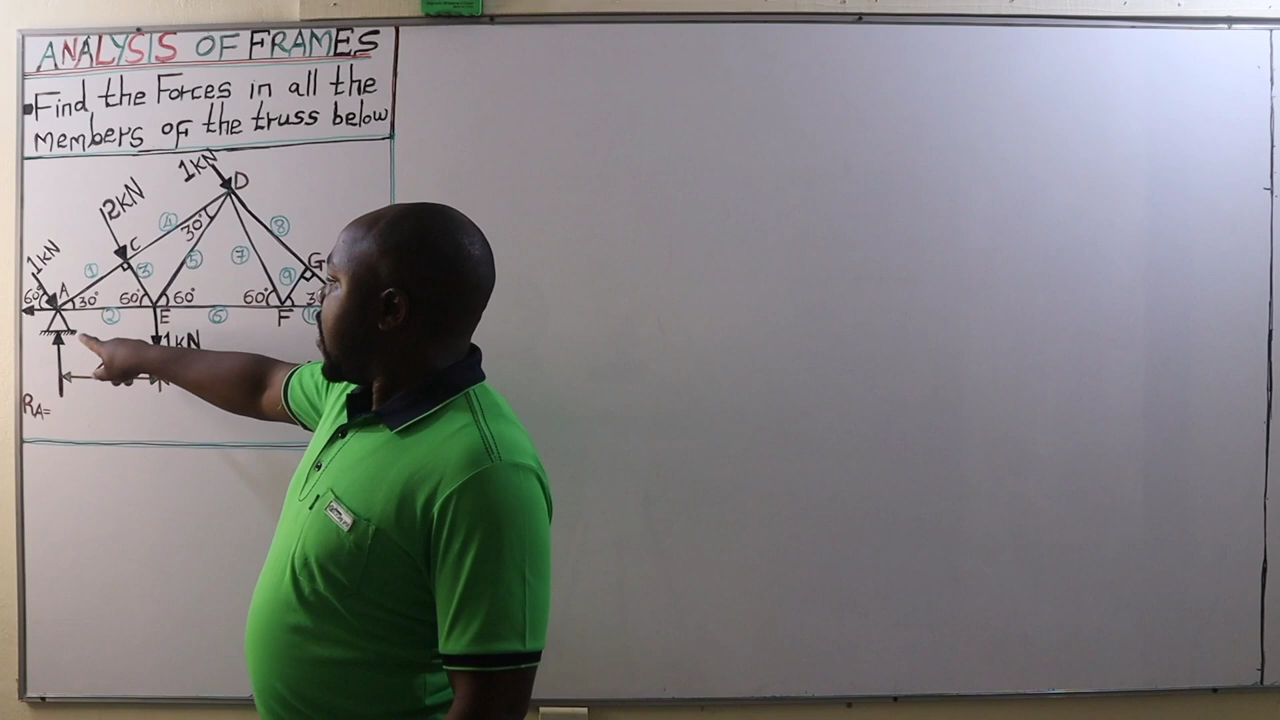 ANALYSIS OF FRAMES
Find the Forces in all the
members of the truss below
1kN
D
2kN
4
30°
8
C
5
7
1kN
1
3
9
G
60°
A
30°
60°
60°
60°
2
E
6
F
10
1kN
RA=